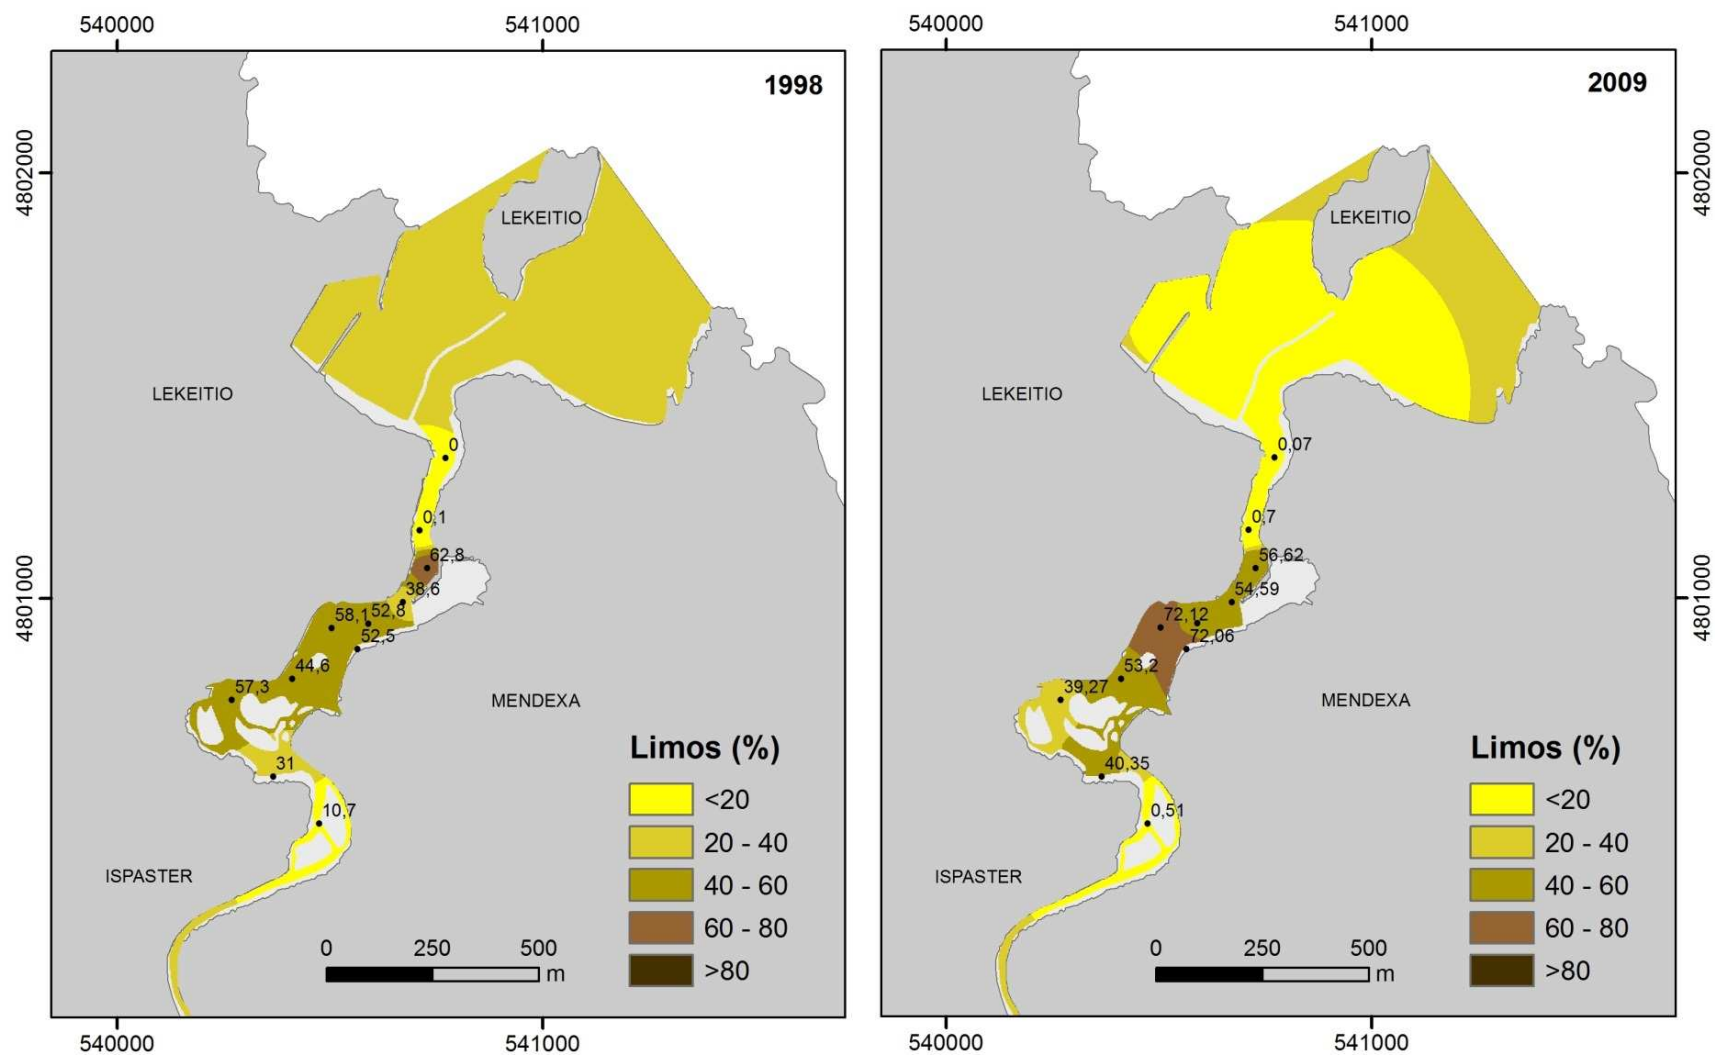 540000
541000
1998
4802000
LEKEITIO
LEKEITIO
0
0,1
62,8
4801000
38,6
58,1
52,8
52,5
44,6
57,3
MENDEXA
31
Limos (%)
10,7
<20
20 - 40
ISPASTER
40 - 60
60 - 80
0
250
500
m
>80
540000
541000
540000
541000
2009
4802000
LEKEITIO
LEKEITIO
0,07
0,7
56,62
54,59
4801000
72,12
72,06
53,2
39,27
MENDEXA
40,35
Limos (%)
0,51
<20
20 - 40
ISPASTER
40 - 60
60 - 80
0
250
500
m
>80
540000
541000